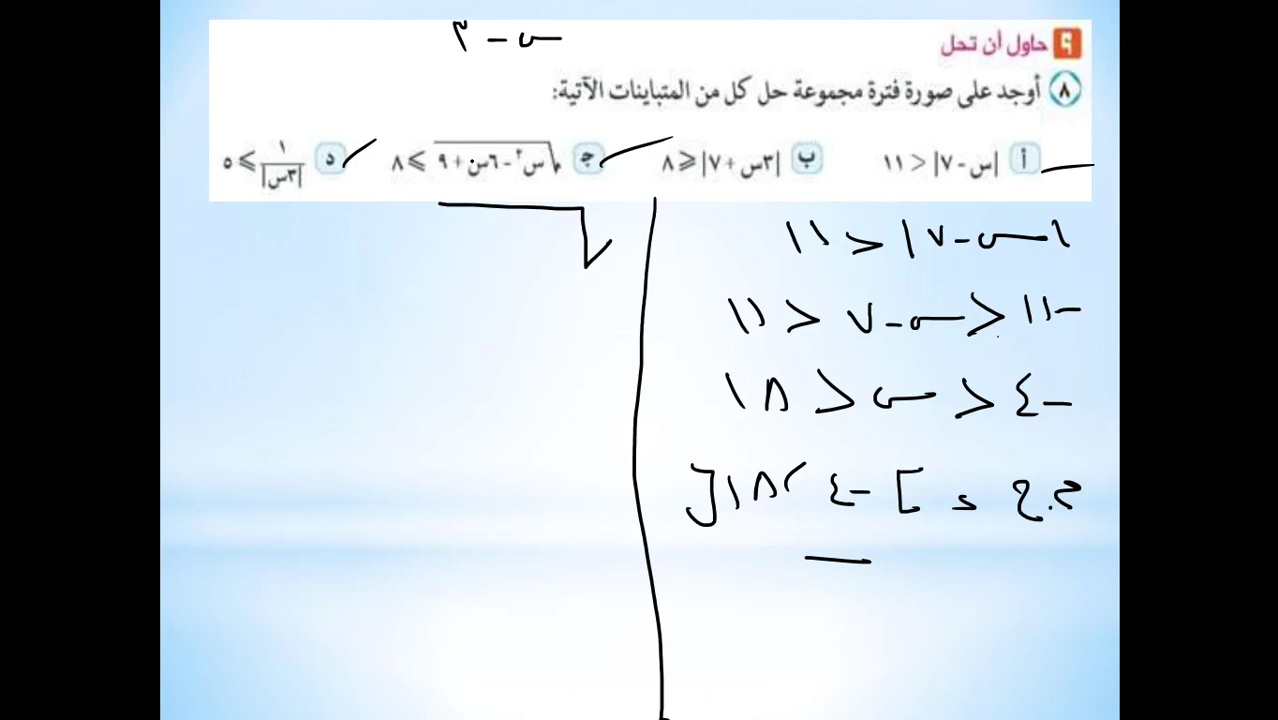 س - ٣
٩ حاول أن تحل
٨ أوجد على صورة فترة مجموعة حل كل من المتباينات الآتية:
أ |س - ٧| > ١١ ب |٣س + ٧| ⩾ ٨ ج √س٢ - ٦س + ٩ ⩽ ٨ د ١/|٣س| ⩽ ٥
|س - ٧| > ١١
-١١ > س - ٧ > ١١
-٤ > س > ١٨
م.ح = ]-٤، ١٨[